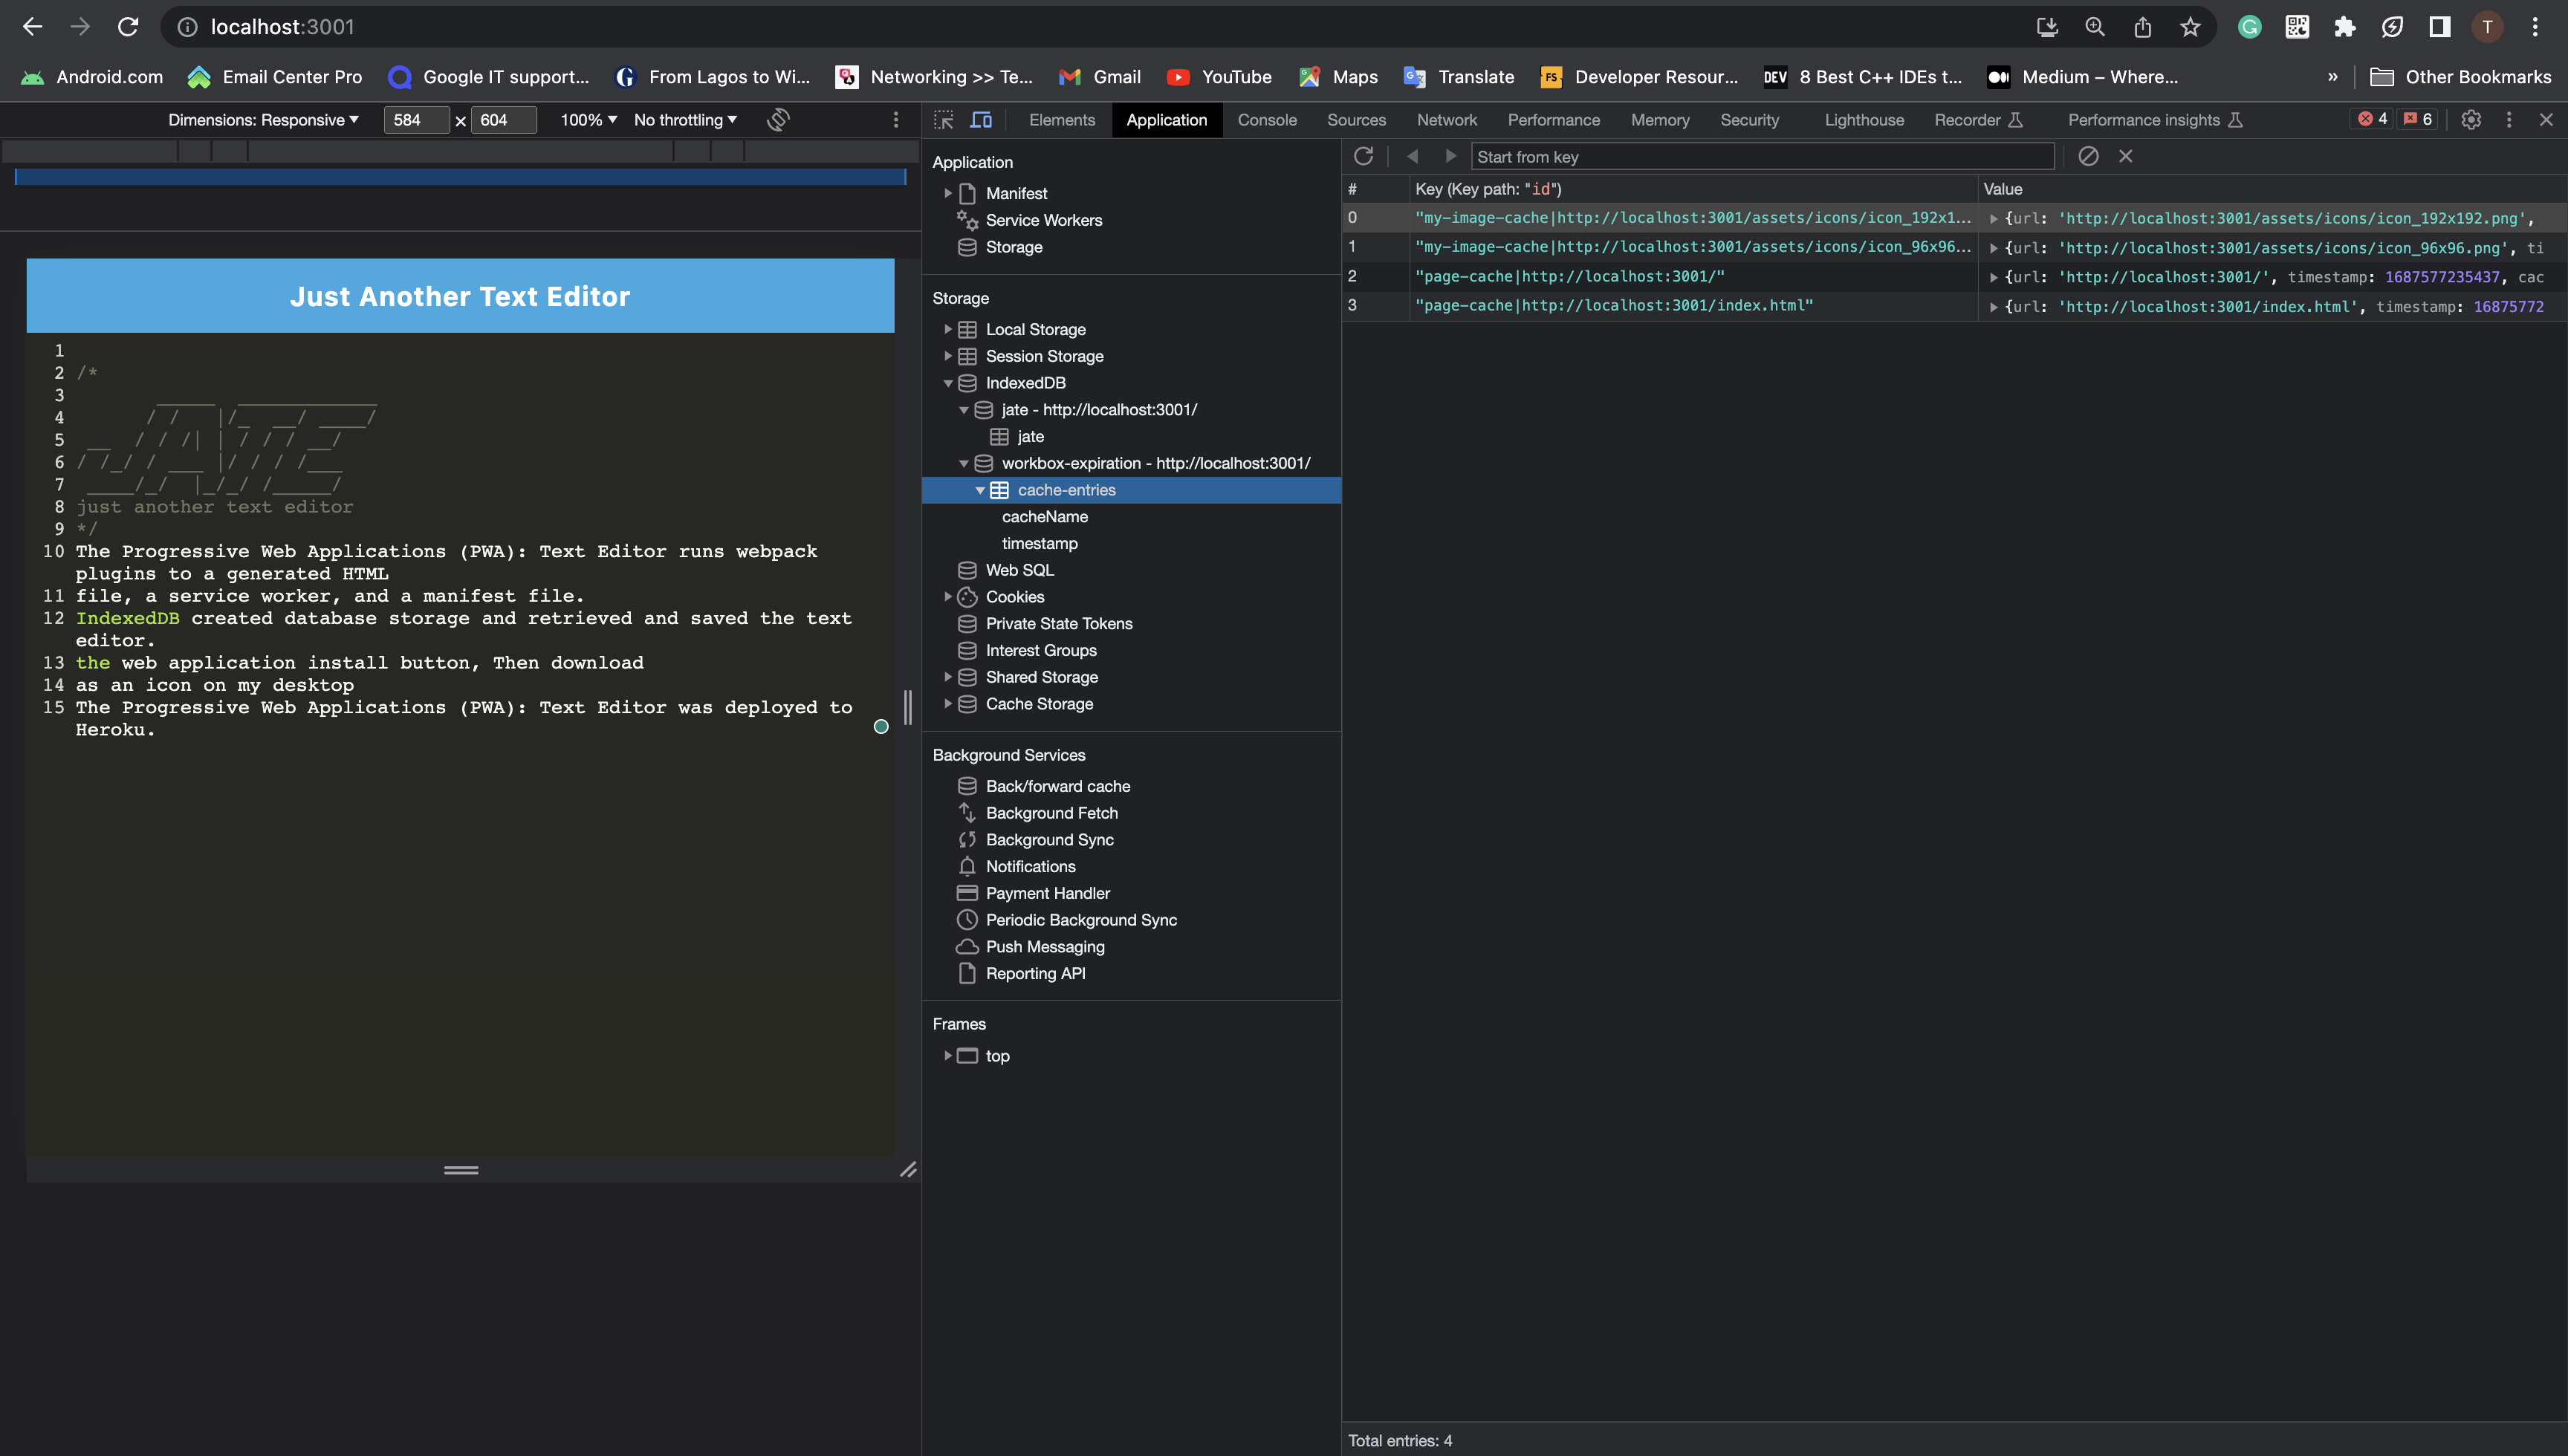 localhost:3001
T
Android.com
Email Center Pro
Google IT support...
From Lagos to Wi...
Networking >> Te...
Gmail
YouTube
Maps
Translate
FS
Developer Resour...
DEV
8 Best C++ IDEs t...
Medium – Where...
»
Other Bookmarks
Dimensions: Responsive
584
×
604
100%
No throttling
Elements
Application
Console
Sources
Network
Performance
Memory
Security
Lighthouse
Recorder
Performance insights
4
6
Just Another Text Editor
1
2 /*
3      ______  ______________
4      / /   |/_  __/ ____/
5 __  / / /| | / / / __/
6 / /_/ / ___ |/ / / /___
7 ____/_/  |_/_/ /_____/
8 just another text editor
9 */
10 The Progressive Web Applications (PWA): Text Editor runs webpack
plugins to a generated HTML
11 file, a service worker, and a manifest file.
12 IndexedDB created database storage and retrieved and saved the text
editor.
13 the web application install button, Then download
14 as an icon on my desktop
15 The Progressive Web Applications (PWA): Text Editor was deployed to
Heroku.
Application
Manifest
Service Workers
Storage
Storage
Local Storage
Session Storage
IndexedDB
jate - http://localhost:3001/
jate
workbox-expiration - http://localhost:3001/
cache-entries
cacheName
timestamp
Web SQL
Cookies
Private State Tokens
Interest Groups
Shared Storage
Cache Storage
Background Services
Back/forward cache
Background Fetch
Background Sync
Notifications
Payment Handler
Periodic Background Sync
Push Messaging
Reporting API
Frames
top
Start from key
# Key (Key path: "id") Value
0 "my-image-cache|http://localhost:3001/assets/icons/icon_192x1... {url: 'http://localhost:3001/assets/icons/icon_192x192.png',
1 "my-image-cache|http://localhost:3001/assets/icons/icon_96x96... {url: 'http://localhost:3001/assets/icons/icon_96x96.png', ti
2 "page-cache|http://localhost:3001/" {url: 'http://localhost:3001/', timestamp: 1687577235437, cac
3 "page-cache|http://localhost:3001/index.html" {url: 'http://localhost:3001/index.html', timestamp: 16875772
Total entries: 4